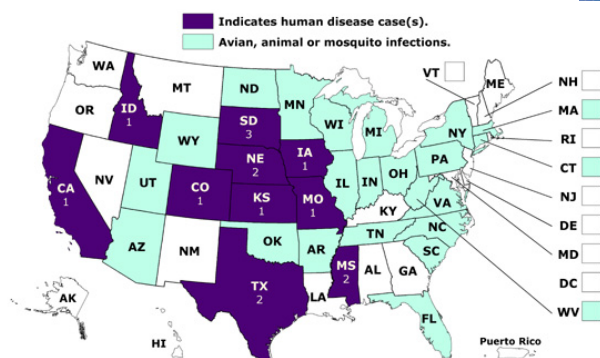 Indicates human disease case(s).
Avian, animal or mosquito infections.
WA
MT
ND
MN
VT
ME
NH
OR
ID
1
SD
3
WI
MI
NY
MA
WY
RI
NE
2
IA
1
PA
CT
NV
UT
CO
1
KS
1
MO
1
IL
IN
OH
NJ
CA
1
KY
VA
DE
AZ
NM
OK
AR
TN
NC
MD
SC
DC
TX
2
LA
MS
2
AL
GA
WV
AK
FL
HI
Puerto Rico